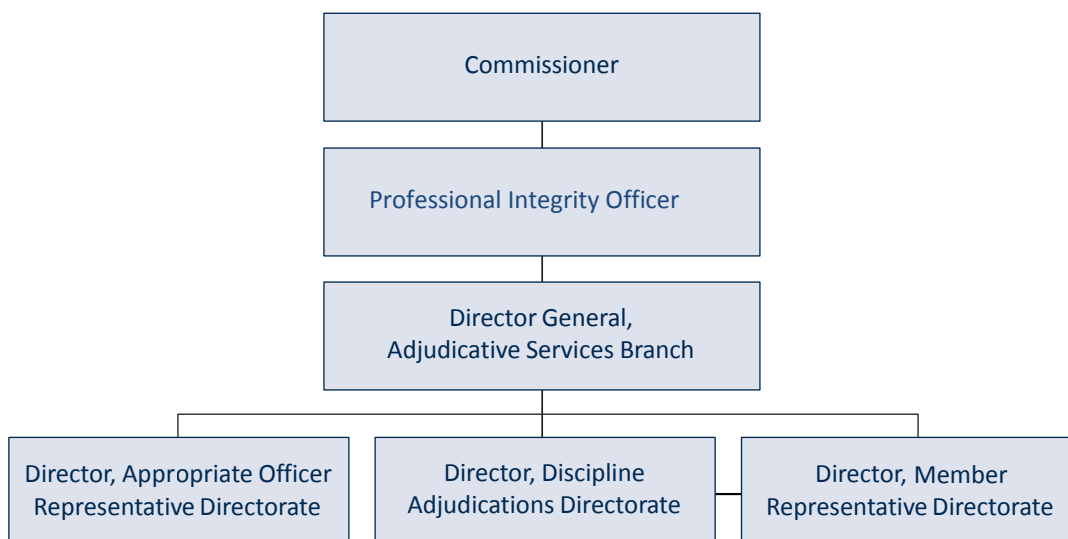 Commissioner
Professional Integrity Officer
Director General,
Adjudicative Services Branch
Director, Appropriate Officer
Representative Directorate
Director, Discipline
Adjudications Directorate
Director, Member
Representative Directorate